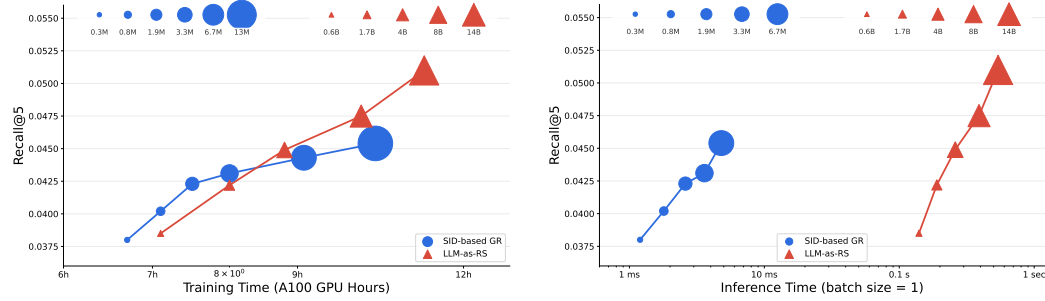 0.3M 0.8M 1.9M 3.3M 6.7M 13M
0.6B 1.7B 4B 8B 14B
0.0550
0.0525
0.0500
0.0475
0.0450
0.0425
0.0400
0.0375
Recall@5
SID-based GR
LLM-as-RS
6h 7h 8 × 10⁰ 9h 12h
Training Time (A100 GPU Hours)
0.3M 0.8M 1.9M 3.3M 6.7M
0.6B 1.7B 4B 8B 14B
0.0550
0.0525
0.0500
0.0475
0.0450
0.0425
0.0400
0.0375
Recall@5
SID-based GR
LLM-as-RS
1 ms 10 ms 0.1 s 1 sec
Inference Time (batch size = 1)